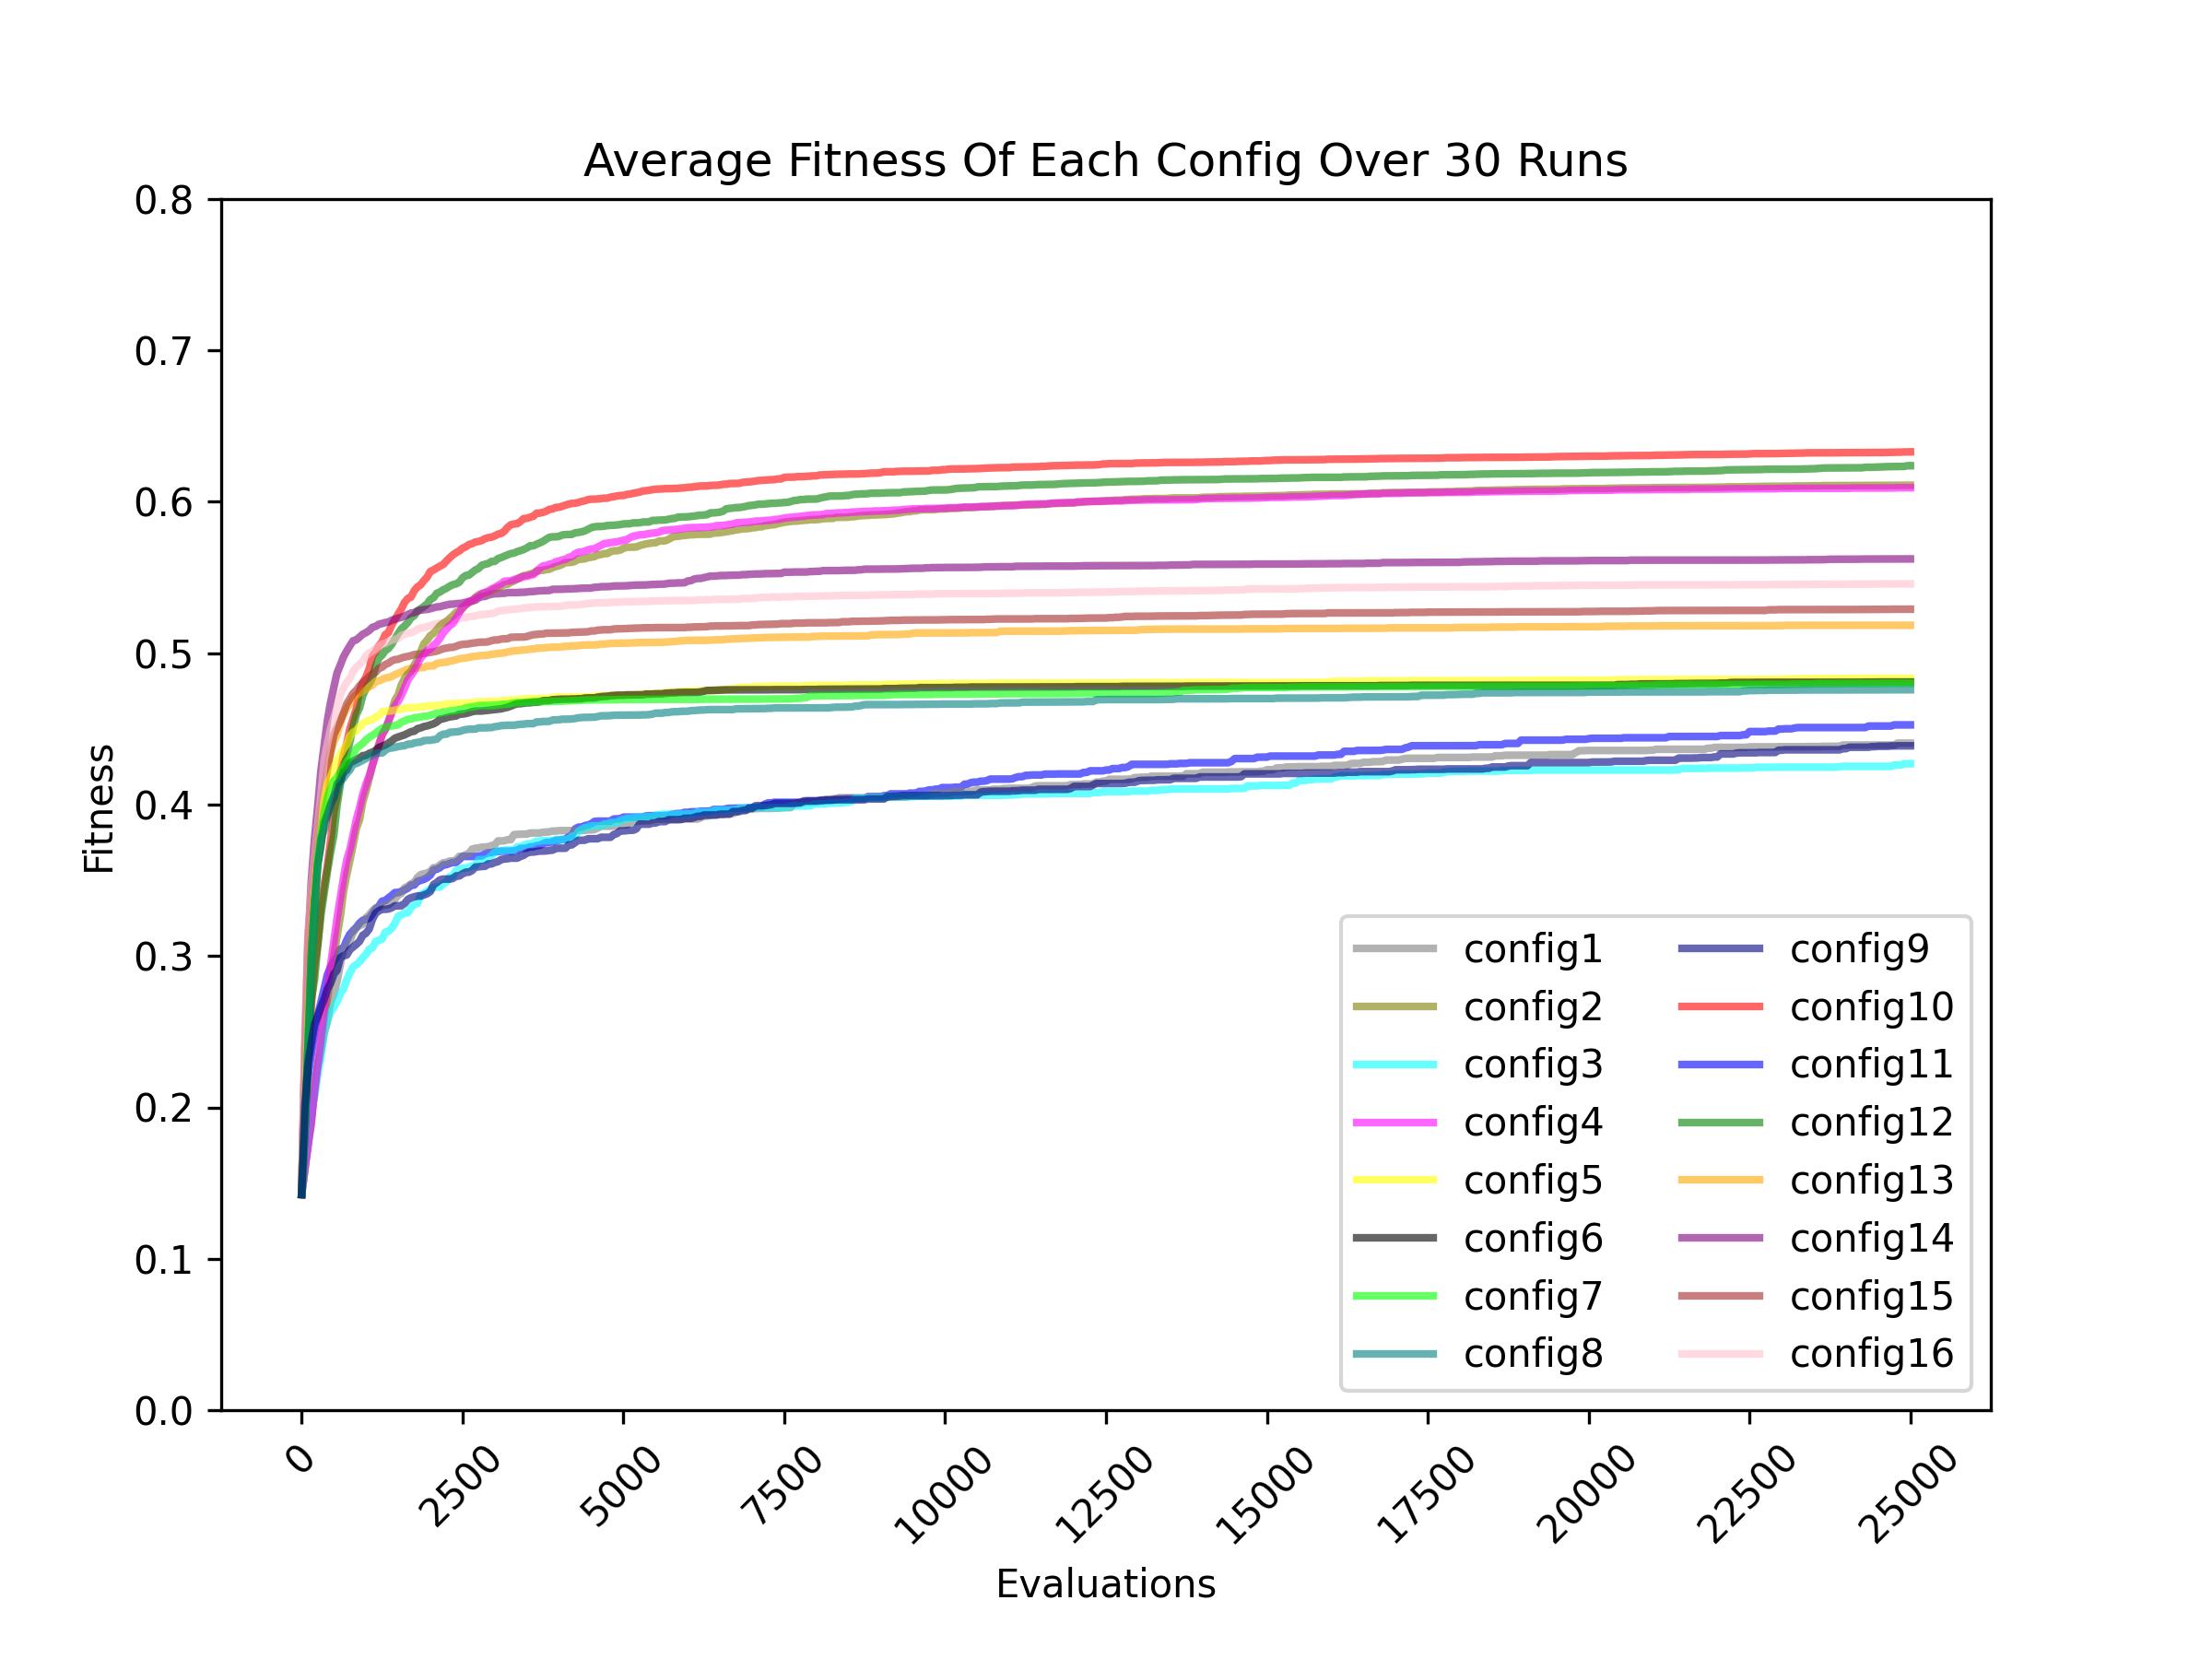 Average Fitness Of Each Config Over 30 Runs
0.8
0.7
0.6
0.5
0.4
0.3
0.2
0.1
0.0
Fitness
config1
config2
config3
config4
config5
config6
config7
config8
config9
config10
config11
config12
config13
config14
config15
config16
0 2500 5000 7500 10000 12500 15000 17500 20000 22500 25000
Evaluations